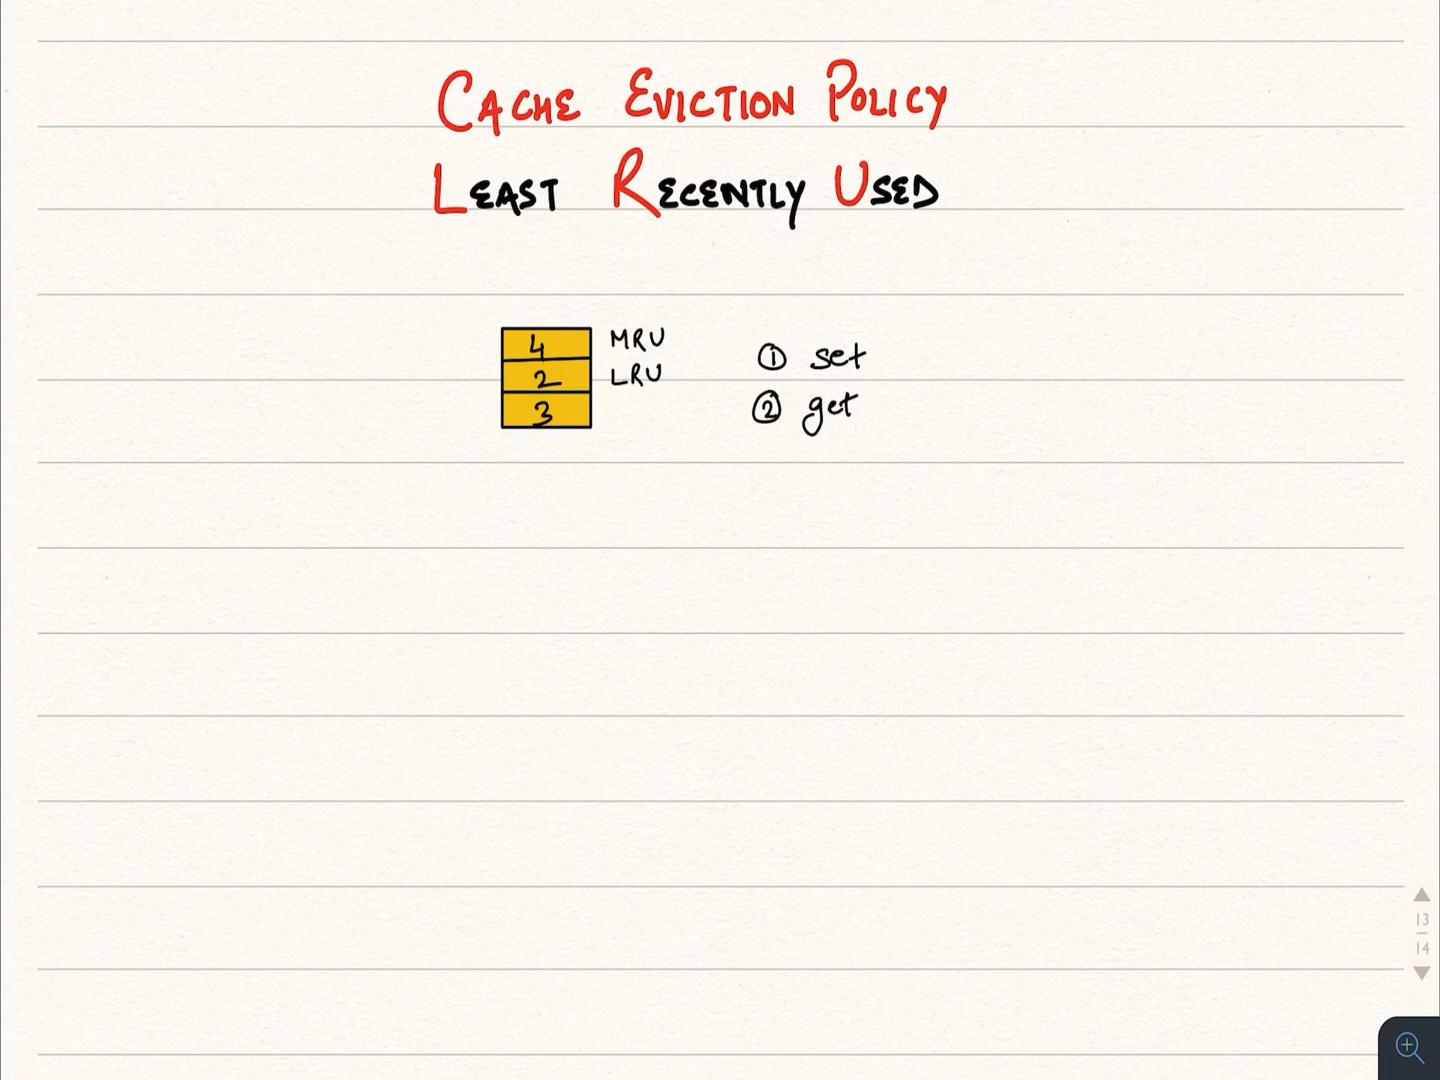 CACHE EVICTION POLICY
LEAST RECENTLY USED
4 MRU
2 LRU
3
① set
② get
13
14